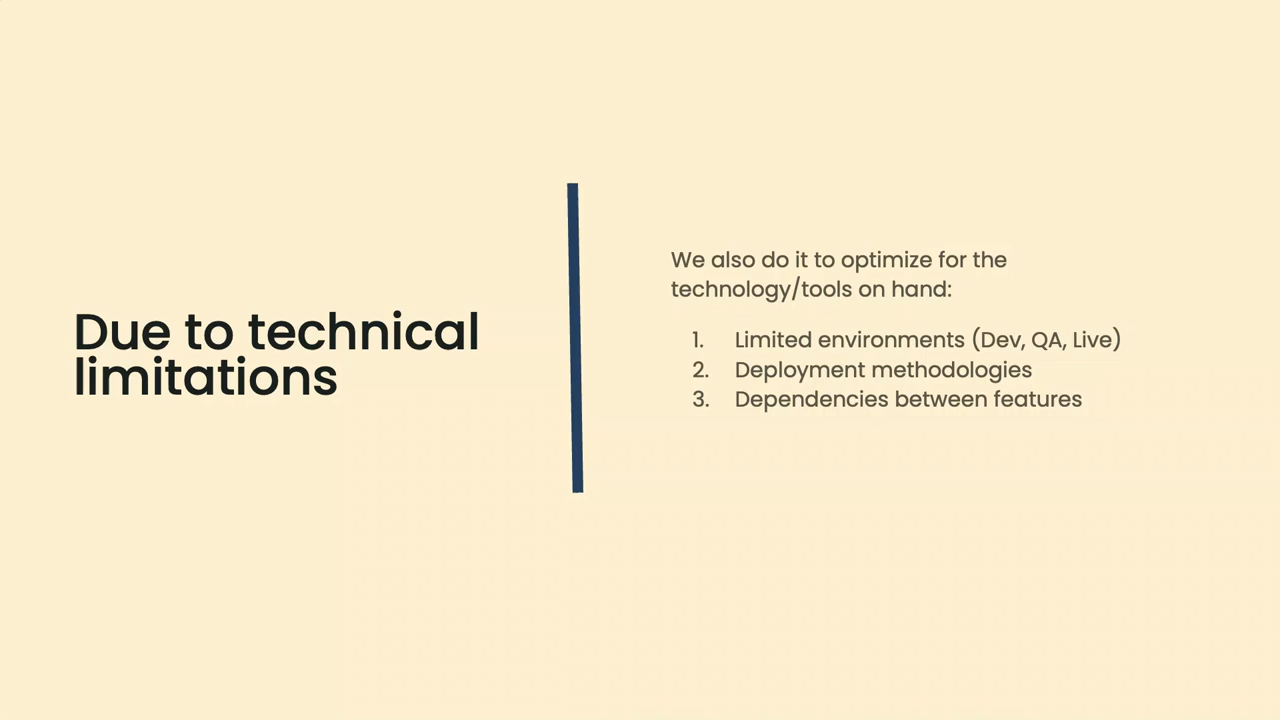 Due to technical
limitations
We also do it to optimize for the
technology/tools on hand:
1. Limited environments (Dev, QA, Live)
2. Deployment methodologies
3. Dependencies between features